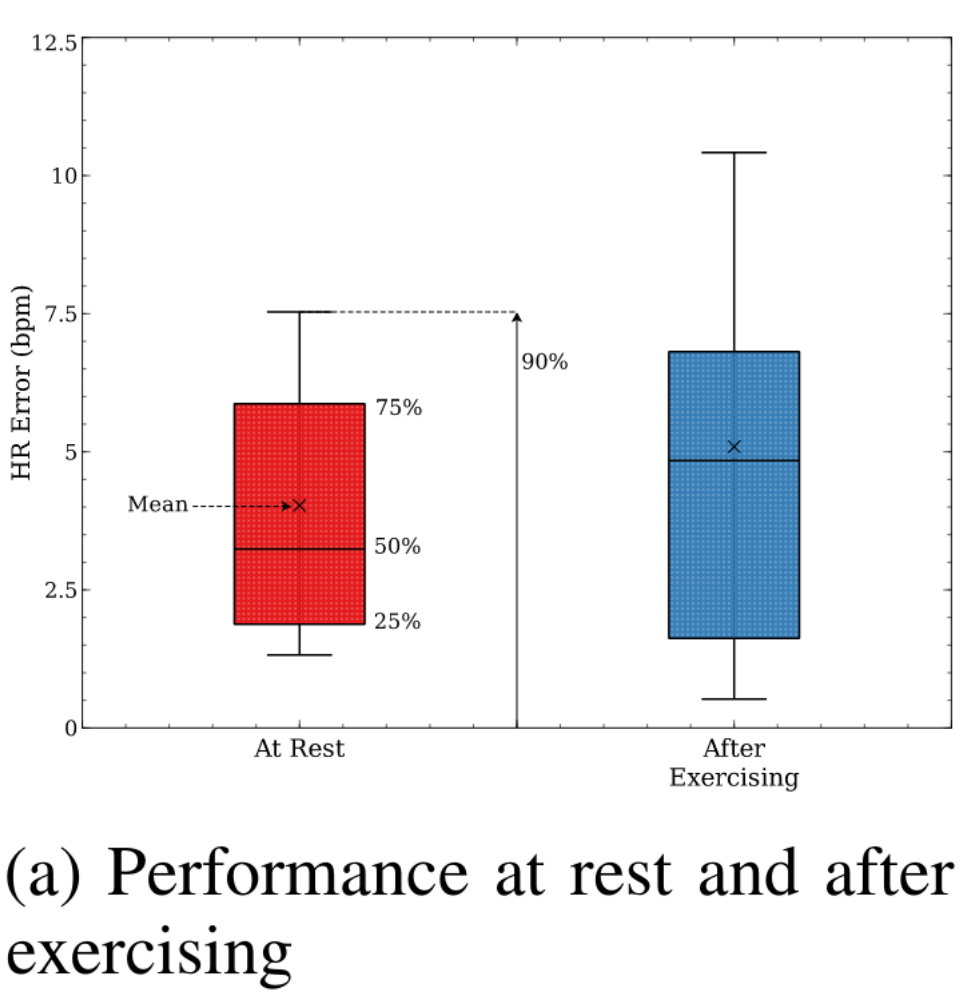 12.5
10
7.5
5
2.5
0
HR Error (bpm)
90%
75%
Mean
50%
25%
At Rest
After
Exercising
(a) Performance at rest and after
exercising